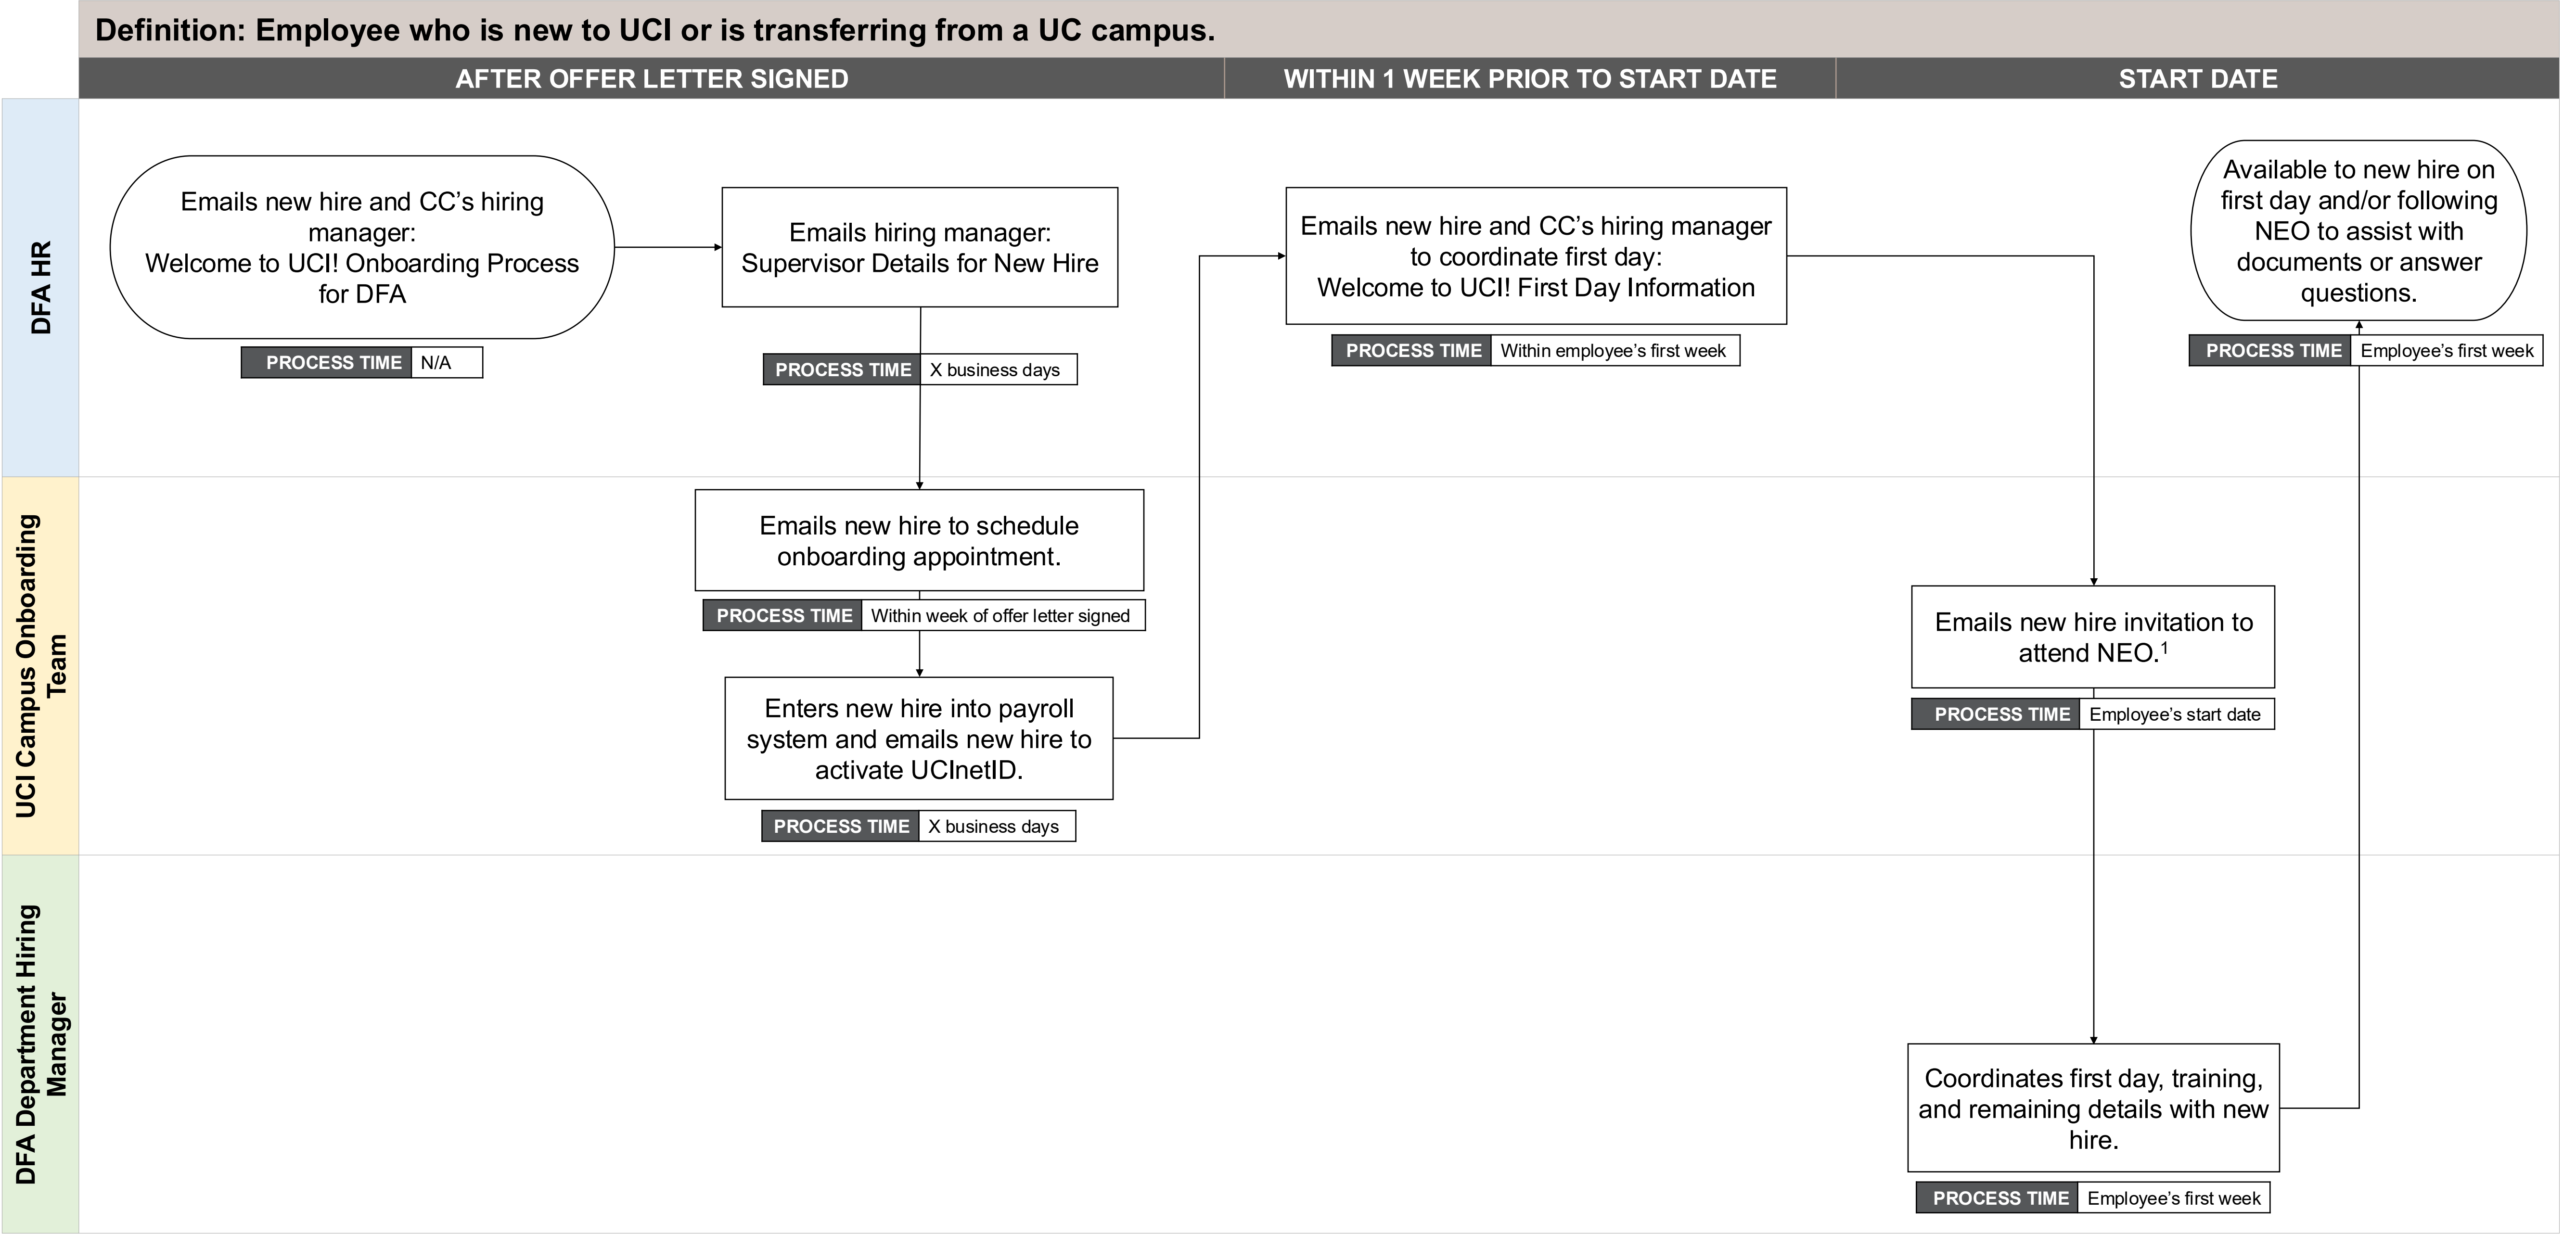 Definition: Employee who is new to UCI or is transferring from a UC campus.
AFTER OFFER LETTER SIGNED
WITHIN 1 WEEK PRIOR TO START DATE
START DATE
DFA HR
Emails new hire and CC’s hiring
manager:
Welcome to UCI! Onboarding Process
for DFA
PROCESS TIME N/A
Emails hiring manager:
Supervisor Details for New Hire
PROCESS TIME X business days
Emails new hire and CC’s hiring manager
to coordinate first day:
Welcome to UCI! First Day Information
PROCESS TIME Within employee’s first week
Available to new hire on
first day and/or following
NEO to assist with
documents or answer
questions.
PROCESS TIME Employee’s first week
UCI Campus Onboarding
Team
Emails new hire to schedule
onboarding appointment.
PROCESS TIME Within week of offer letter signed
Enters new hire into payroll
system and emails new hire to
activate UCInetID.
PROCESS TIME X business days
Emails new hire invitation to
attend NEO.¹
PROCESS TIME Employee’s start date
DFA Department Hiring
Manager
Coordinates first day, training,
and remaining details with new
hire.
PROCESS TIME Employee’s first week